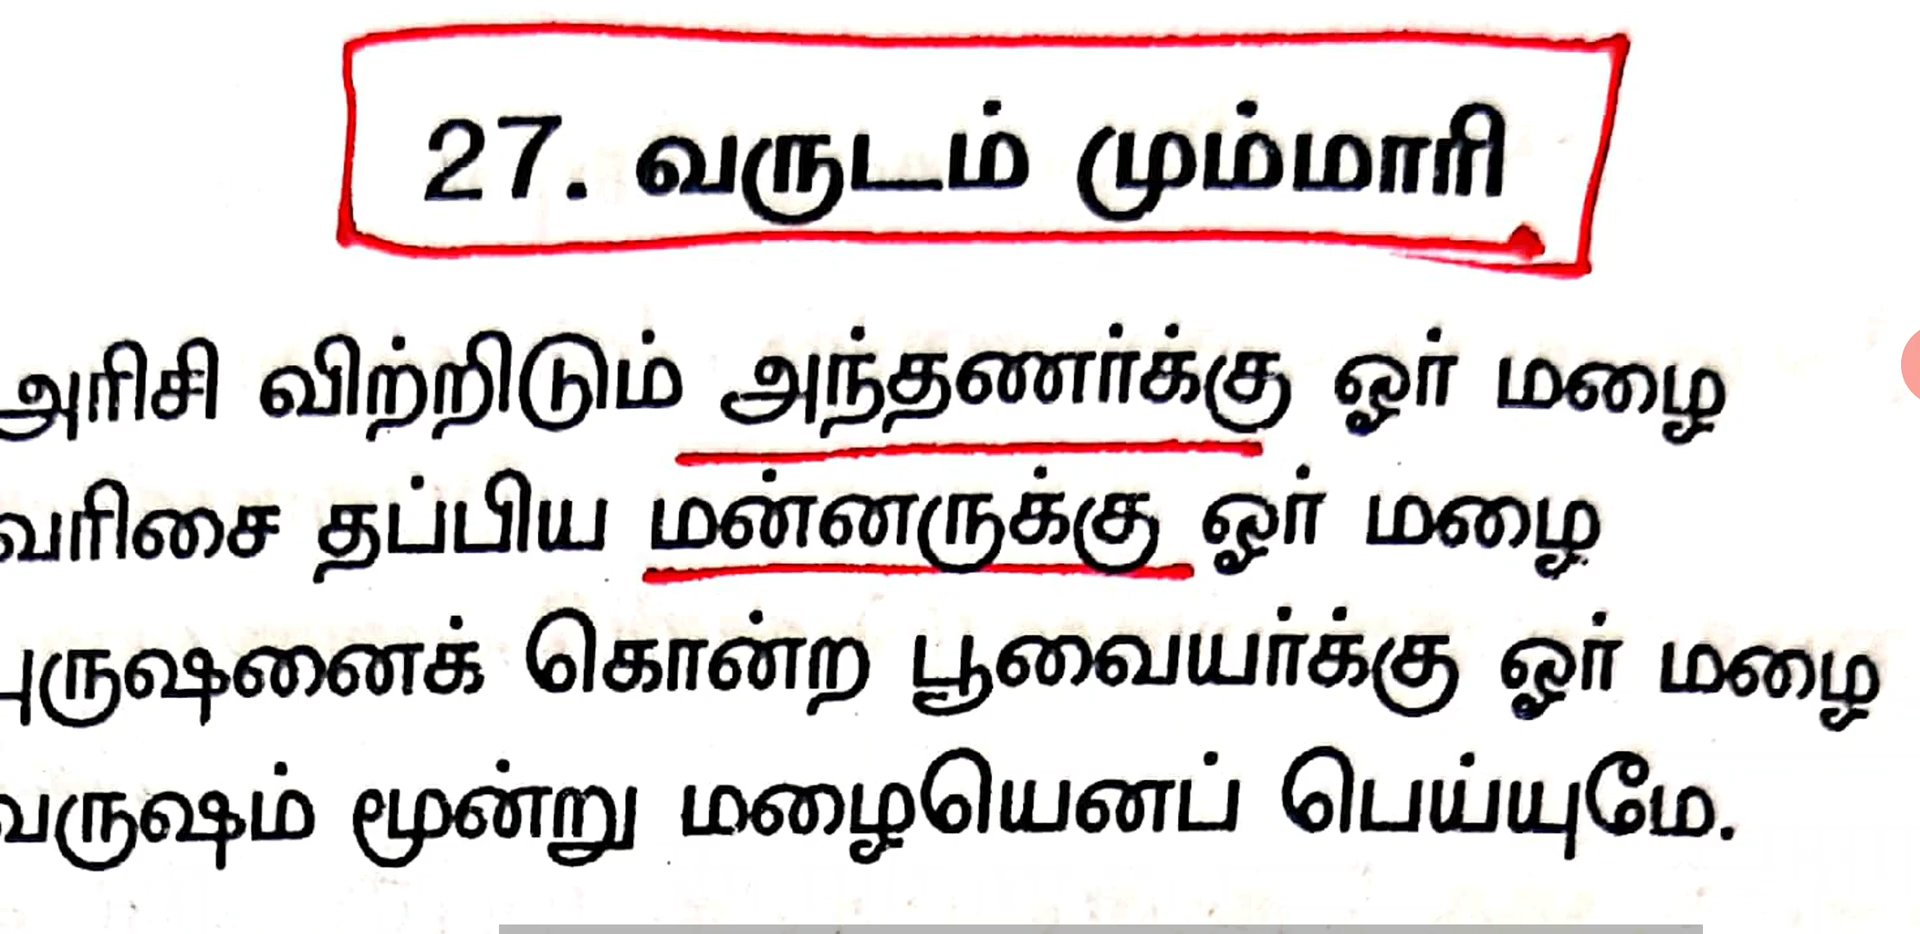 27. வருடம் மும்மாரி
அரிசி விற்றிடும் அந்தணர்க்கு ஓர் மழை
வரிசை தப்பிய மன்னருக்கு ஓர் மழை
புருஷனைக் கொன்ற பூவையர்க்கு ஓர் மழை
வருஷம் மூன்று மழையெனப் பெய்யுமே.